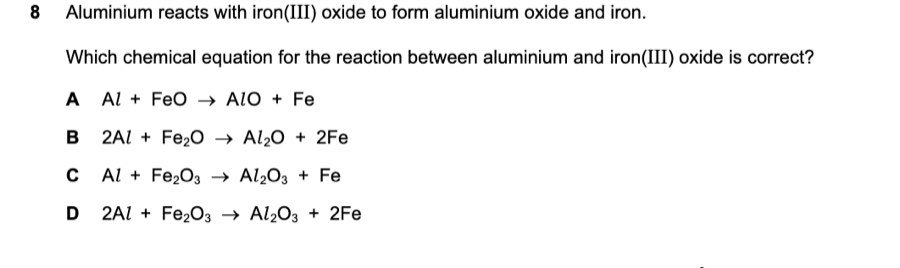 8 Aluminium reacts with iron(III) oxide to form aluminium oxide and iron.
Which chemical equation for the reaction between aluminium and iron(III) oxide is correct?
A Al + FeO → AlO + Fe
B 2Al + Fe₂O → Al₂O + 2Fe
C Al + Fe₂O₃ → Al₂O₃ + Fe
D 2Al + Fe₂O₃ → Al₂O₃ + 2Fe